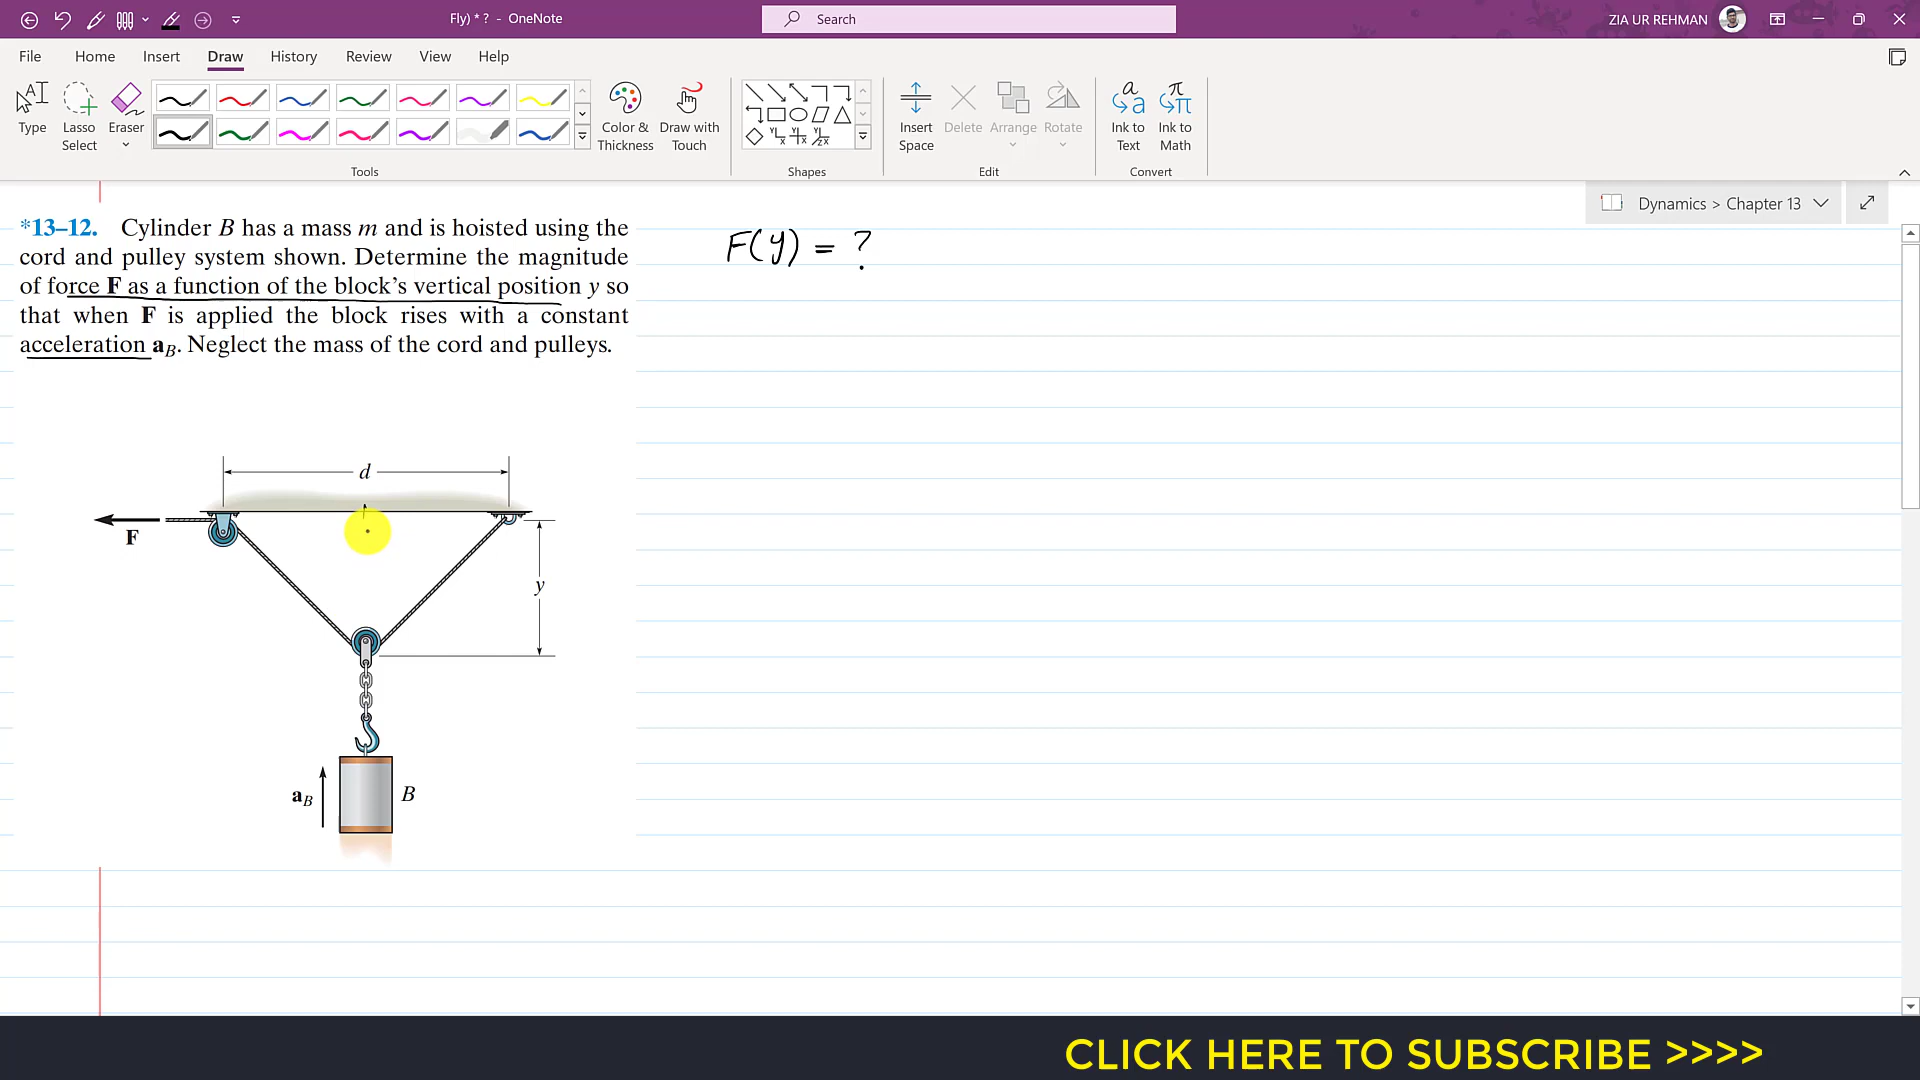 Fly) * ? - OneNote
Search
ZIA UR REHMAN
File Home Insert Draw History Review View Help
Type
Lasso Select
Eraser
Color & Thickness
Draw with Touch
Insert Space
Delete
Arrange
Rotate
Ink to Text
Ink to Math
Tools
Shapes
Edit
Convert
Dynamics > Chapter 13
*13–12. Cylinder B has a mass m and is hoisted using the
cord and pulley system shown. Determine the magnitude
of force F as a function of the block's vertical position y so
that when F is applied the block rises with a constant
acceleration aB. Neglect the mass of the cord and pulleys.
F(y) = ?
d
F
y
aB
B
CLICK HERE TO SUBSCRIBE >>>>